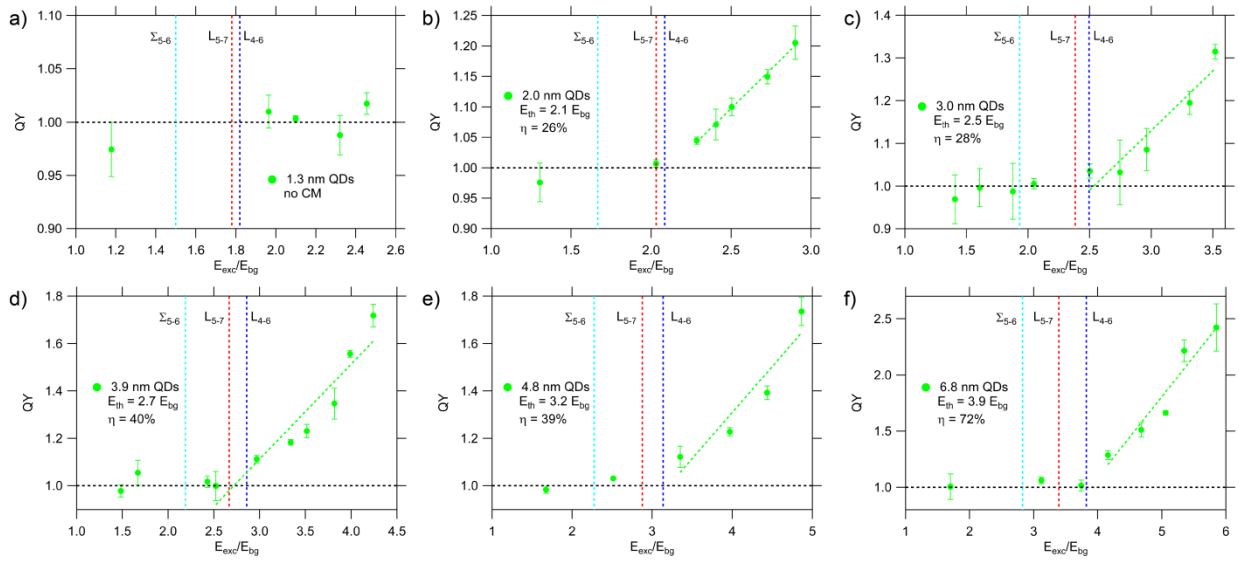 a)
1.10
1.05
1.00
0.95
0.90
QY
Σ5-6
L5-7
L4-6
1.3 nm QDs
no CM
1.0 1.2 1.4 1.6 1.8 2.0 2.2 2.4 2.6
Eexc/Ebg
b)
1.25
1.20
1.15
1.10
1.05
1.00
0.95
0.90
QY
Σ5-6
L5-7
L4-6
2.0 nm QDs
Eth = 2.1 Ebg
η = 26%
1.0 1.5 2.0 2.5 3.0
Eexc/Ebg
c)
1.4
1.3
1.2
1.1
1.0
0.9
QY
Σ5-6
L5-7
L4-6
3.0 nm QDs
Eth = 2.5 Ebg
η = 28%
1.0 1.5 2.0 2.5 3.0 3.5
Eexc/Ebg
d)
1.8
1.6
1.4
1.2
1.0
QY
Σ5-6
L5-7
L4-6
3.9 nm QDs
Eth = 2.7 Ebg
η = 40%
1.0 1.5 2.0 2.5 3.0 3.5 4.0 4.5
Eexc/Ebg
e)
1.8
1.6
1.4
1.2
1.0
QY
Σ5-6
L5-7
L4-6
4.8 nm QDs
Eth = 3.2 Ebg
η = 39%
1 2 3 4 5
Eexc/Ebg
f)
2.5
2.0
1.5
1.0
QY
Σ5-6
L5-7
L4-6
6.8 nm QDs
Eth = 3.9 Ebg
η = 72%
1 2 3 4 5 6
Eexc/Ebg